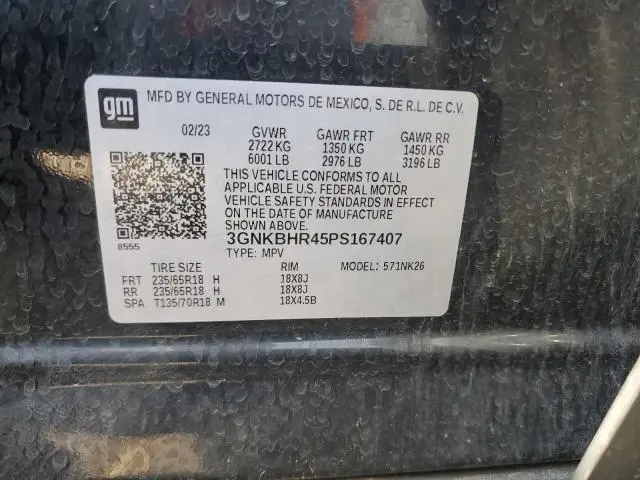 gm
MFD BY GENERAL MOTORS DE MEXICO, S. DE R.L. DE C.V.
02/23 GVWR GAWR FRT GAWR RR
2722 KG 1350 KG 1450 KG
6001 LB 2976 LB 3196 LB
THIS VEHICLE CONFORMS TO ALL
APPLICABLE U.S. FEDERAL MOTOR
VEHICLE SAFETY STANDARDS IN EFFECT
ON THE DATE OF MANUFACTURE
SHOWN ABOVE.
3GNKBHR45PS167407
8555
TYPE: MPV
TIRE SIZE RIM MODEL: 571NK26
FRT 235/65R18 H 18X8J
RR 235/65R18 H 18X8J
SPA T135/70R18 M 18X4.5B